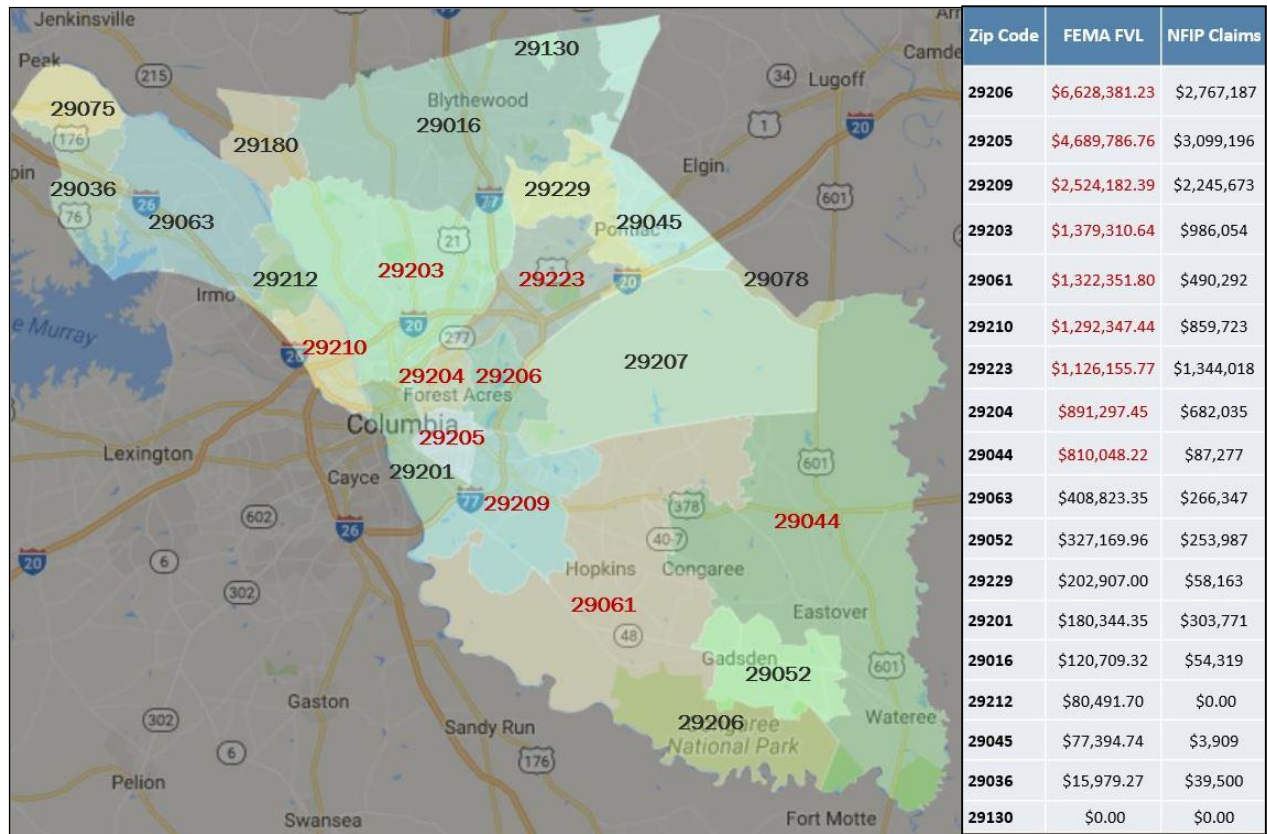 Jenkinsville
Peak
215
29130
34
Lugoff
Camde
29075
176
Blythewood
29016
29180
1
20
Elgin
29036
76
26
29063
77
29229
29045
Pontiac
601
21
29203
29223
29212
Irmo
20
29078
e Murray
20
277
29210
29204
29206
29207
Forest Acres
Columbia
29205
Lexington
29201
Cayce
601
77
29209
378
29044
602
26
40-7
20
6
Hopkins
Congaree
302
29061
48
Eastover
Gadsden
29052
601
Gaston
302
Sandy Run
29206
National Park
Wateree
6
176
Pelion
Swansea
Fort Motte
Zip Code FEMA FVL NFIP Claims
29206 $6,628,381.23 $2,767,187
29205 $4,689,786.76 $3,099,196
29209 $2,524,182.39 $2,245,673
29203 $1,379,310.64 $986,054
29061 $1,322,351.80 $490,292
29210 $1,292,347.44 $859,723
29223 $1,126,155.77 $1,344,018
29204 $891,297.45 $682,035
29044 $810,048.22 $87,277
29063 $408,823.35 $266,347
29052 $327,169.96 $253,987
29229 $202,907.00 $58,163
29201 $180,344.35 $303,771
29016 $120,709.32 $54,319
29212 $80,491.70 $0.00
29045 $77,394.74 $3,909
29036 $15,979.27 $39,500
29130 $0.00 $0.00